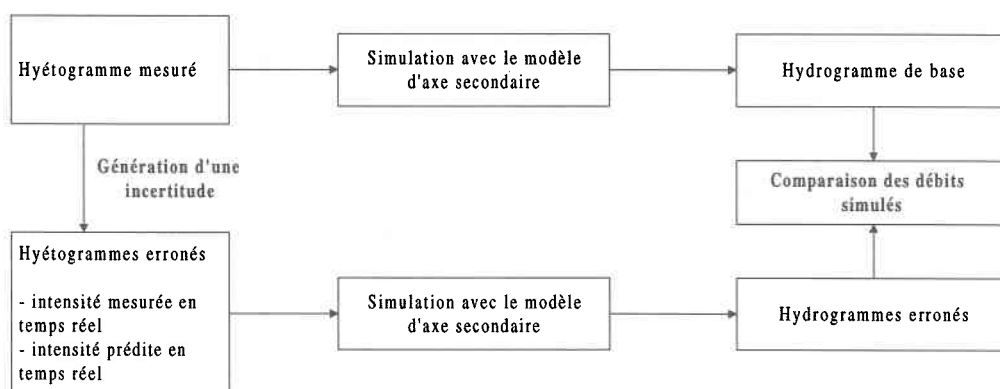 Hyétogramme mesuré
Simulation avec le modèle
d'axe secondaire
Hydrogramme de base
Génération d'une
incertitude
Comparaison des débits
simulés
Hyétogrammes erronés
- intensité mesurée en
temps réel
- intensité prédite en
temps réel
Simulation avec le modèle
d'axe secondaire
Hydrogrammes erronés